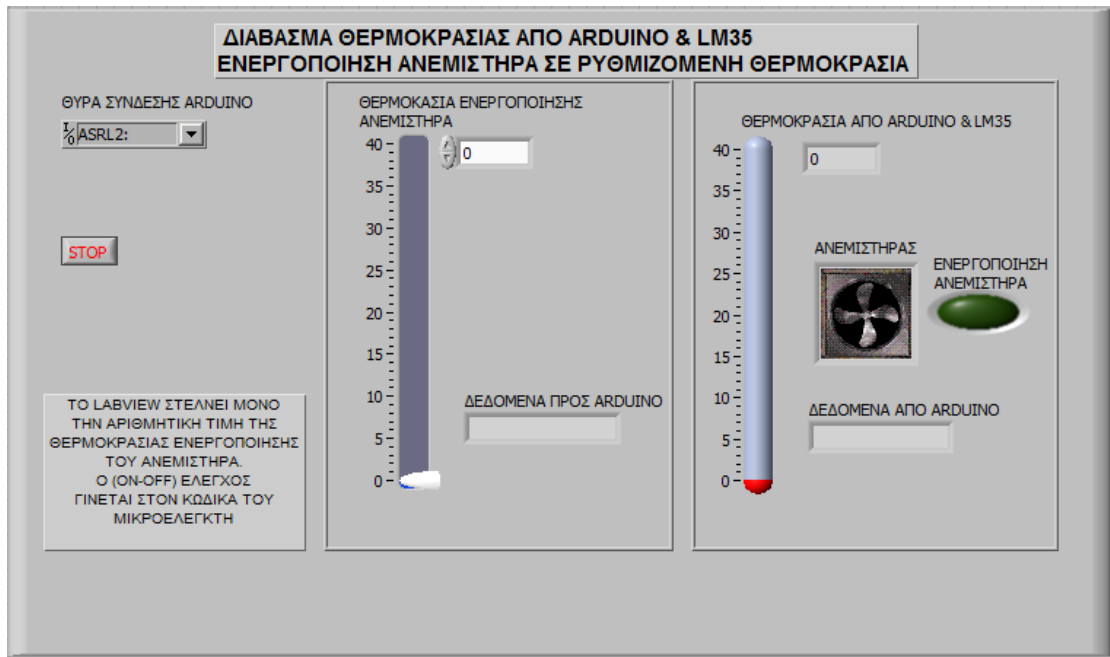 ΔΙΑΒΑΣΜΑ ΘΕΡΜΟΚΡΑΣΙΑΣ ΑΠΟ ARDUINO & LM35
ΕΝΕΡΓΟΠΟΙΗΣΗ ΑΝΕΜΙΣΤΗΡΑ ΣΕ ΡΥΘΜΙΖΟΜΕΝΗ ΘΕΡΜΟΚΡΑΣΙΑ
ΘΥΡΑ ΣΥΝΔΕΣΗΣ ARDUINO
I/O ASRL2:
STOP
ΤΟ LABVIEW ΣΤΕΛΝΕΙ ΜΟΝΟ
ΤΗΝ ΑΡΙΘΜΗΤΙΚΗ ΤΙΜΗ ΤΗΣ
ΘΕΡΜΟΚΡΑΣΙΑΣ ΕΝΕΡΓΟΠΟΙΗΣΗΣ
ΤΟΥ ΑΝΕΜΙΣΤΗΡΑ.
Ο (ON-OFF) ΕΛΕΓΧΟΣ
ΓΙΝΕΤΑΙ ΣΤΟΝ ΚΩΔΙΚΑ ΤΟΥ
ΜΙΚΡΟΕΛΕΓΚΤΗ
ΘΕΡΜΟΚΑΣΙΑ ΕΝΕΡΓΟΠΟΙΗΣΗΣ
ΑΝΕΜΙΣΤΗΡΑ
40
0
35
30
25
20
15
10
5
0
ΔΕΔΟΜΕΝΑ ΠΡΟΣ ARDUINO
ΘΕΡΜΟΚΡΑΣΙΑ ΑΠΟ ARDUINO & LM35
40
0
35
30
25
20
15
10
5
0
ΑΝΕΜΙΣΤΗΡΑΣ
ΕΝΕΡΓΟΠΟΙΗΣΗ
ΑΝΕΜΙΣΤΗΡΑ
ΔΕΔΟΜΕΝΑ ΑΠΟ ARDUINO